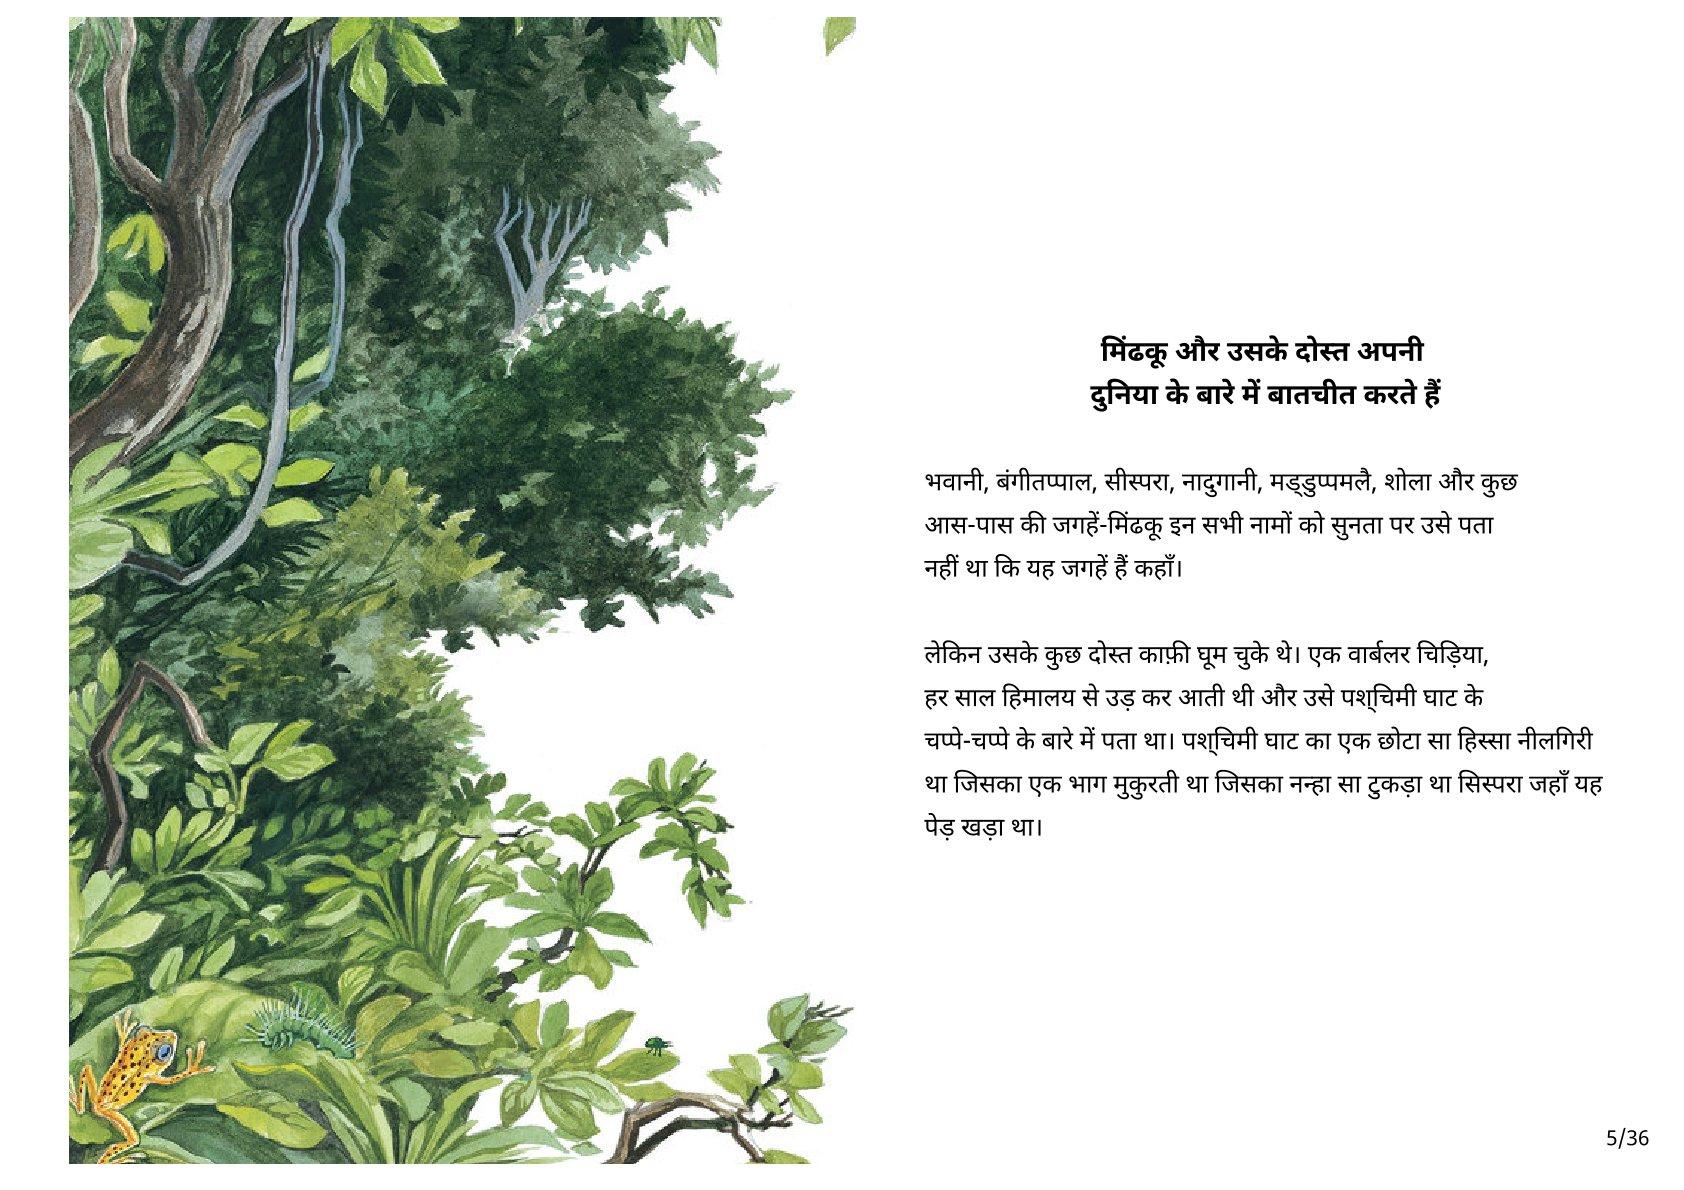 मिंढकू और उसके दोस्त अपनी
दुनिया के बारे में बातचीत करते हैं
भवानी, बंगीतप्पाल, सीस्परा, नादुगानी, मड्डुप्पमलै, शोला और कुछ
आस-पास की जगहें-मिंढकू इन सभी नामों को सुनता पर उसे पता
नहीं था कि यह जगहें हैं कहाँ।
लेकिन उसके कुछ दोस्त काफ़ी घूम चुके थे। एक वार्बलर चिड़िया,
हर साल हिमालय से उड़ कर आती थी और उसे पश्चिमी घाट के
चप्पे-चप्पे के बारे में पता था। पश्चिमी घाट का एक छोटा सा हिस्सा नीलगिरी
था जिसका एक भाग मुकुरती था जिसका नन्हा सा टुकड़ा था सिस्परा जहाँ यह
पेड़ खड़ा था।
5/36